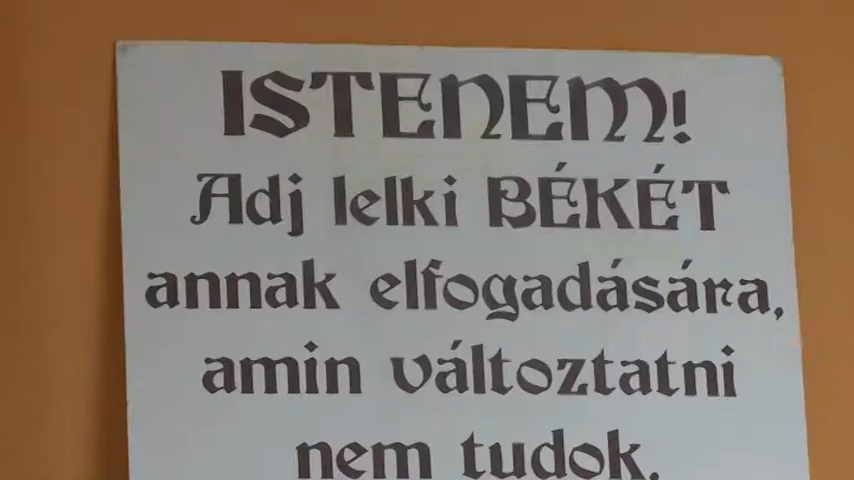 ISTENEM!
Adj lelki BÉKÉT
annak elfogadására,
amin változtatni
nem tudok.